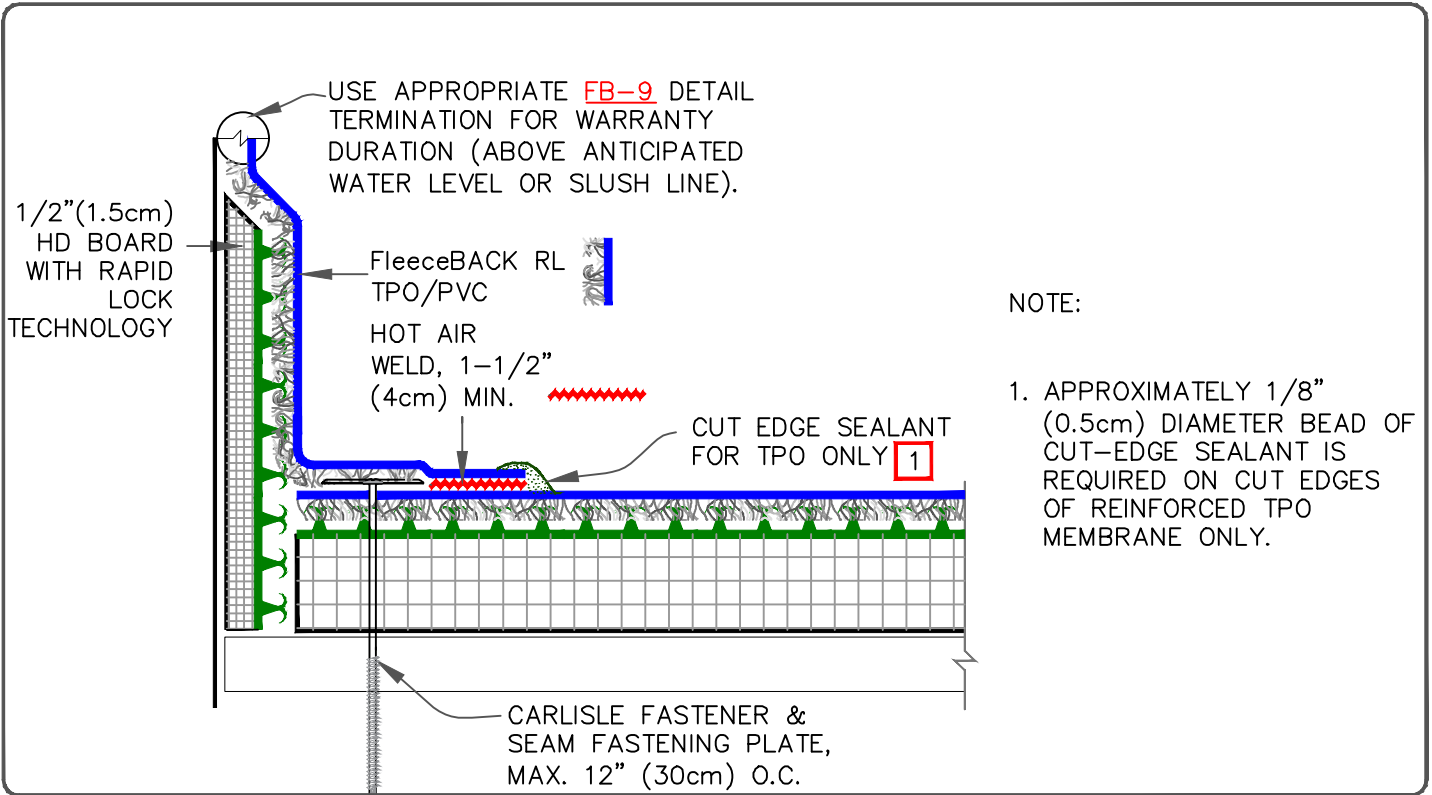 USE APPROPRIATE FB-9 DETAIL
TERMINATION FOR WARRANTY
DURATION (ABOVE ANTICIPATED
WATER LEVEL OR SLUSH LINE).
1/2”(1.5cm)
HD BOARD
WITH RAPID
LOCK
TECHNOLOGY
FleeceBACK RL
TPO/PVC
HOT AIR
WELD, 1-1/2”
(4cm) MIN.
CUT EDGE SEALANT
FOR TPO ONLY 1
CARLISLE FASTENER &
SEAM FASTENING PLATE,
MAX. 12” (30cm) O.C.
NOTE:
1. APPROXIMATELY 1/8”
(0.5cm) DIAMETER BEAD OF
CUT-EDGE SEALANT IS
REQUIRED ON CUT EDGES
OF REINFORCED TPO
MEMBRANE ONLY.